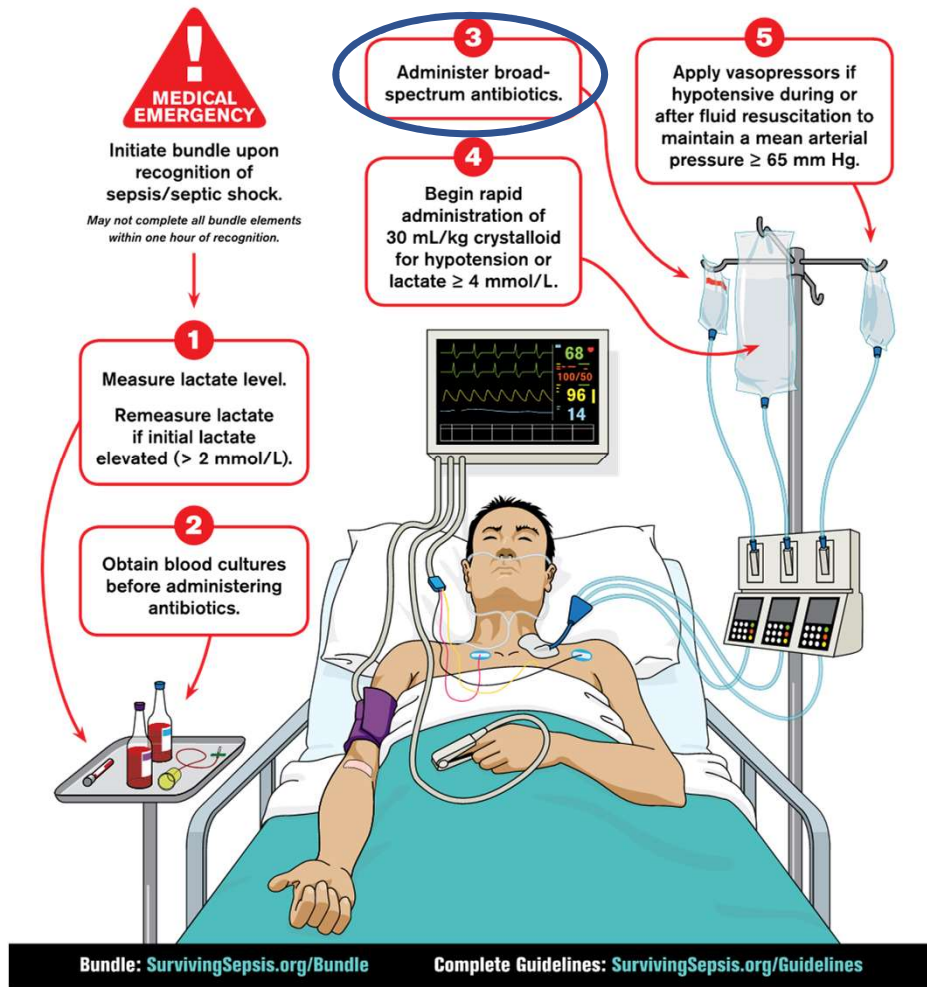 !
MEDICAL
EMERGENCY
Initiate bundle upon
recognition of
sepsis/septic shock.
May not complete all bundle elements
within one hour of recognition.
1
Measure lactate level.
Remeasure lactate
if initial lactate
elevated (> 2 mmol/L).
2
Obtain blood cultures
before administering
antibiotics.
3
Administer broad-
spectrum antibiotics.
4
Begin rapid
administration of
30 mL/kg crystalloid
for hypotension or
lactate ≥ 4 mmol/L.
5
Apply vasopressors if
hypotensive during or
after fluid resuscitation to
maintain a mean arterial
pressure ≥ 65 mm Hg.
68
100/50
96
14
Bundle: SurvivingSepsis.org/Bundle Complete Guidelines: SurvivingSepsis.org/Guidelines